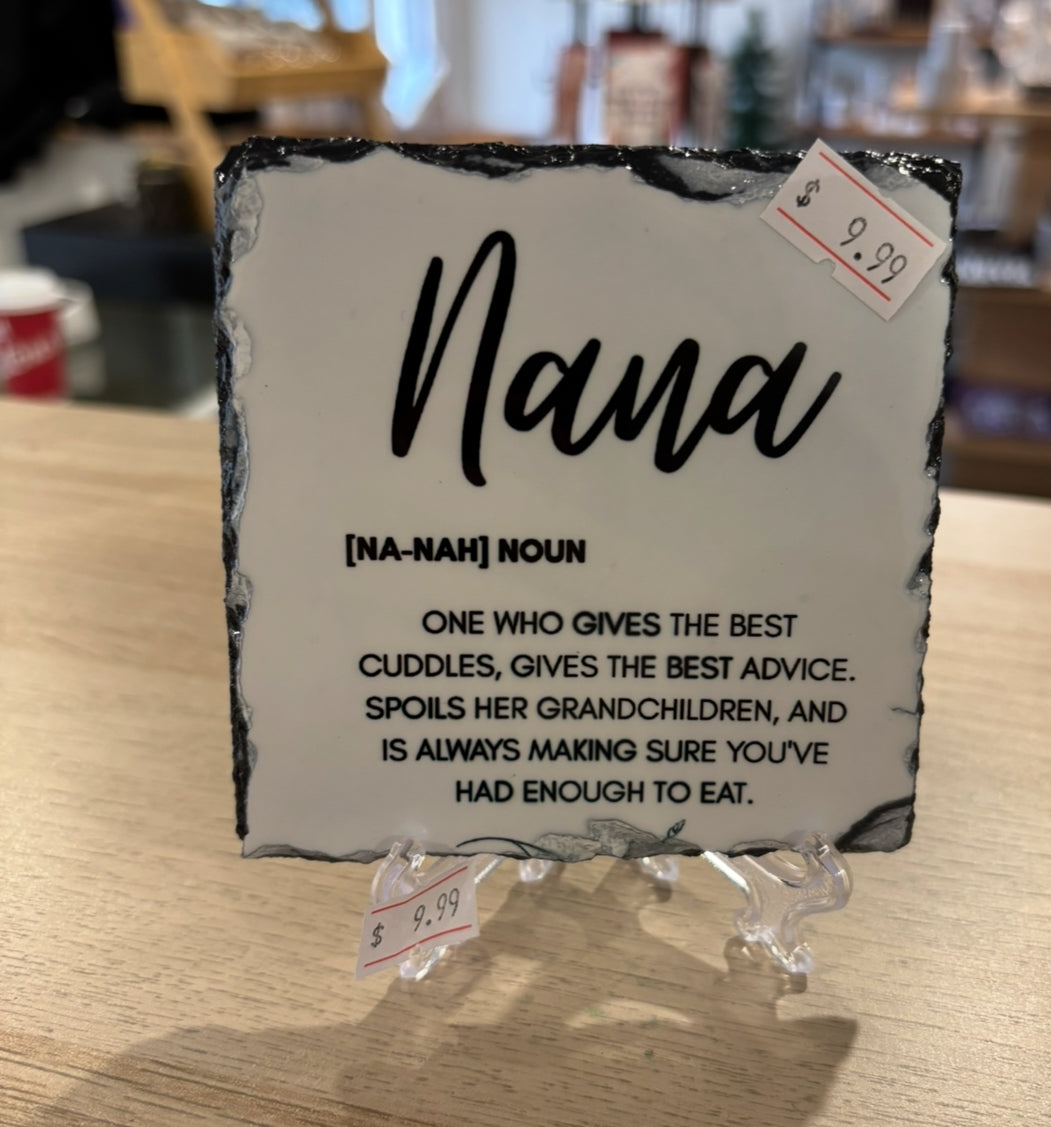 $ 9.99
Nana
[NA-NAH] NOUN
ONE WHO GIVES THE BEST
CUDDLES, GIVES THE BEST ADVICE.
SPOILS HER GRANDCHILDREN, AND
IS ALWAYS MAKING SURE YOU'VE
HAD ENOUGH TO EAT.
$ 9.99